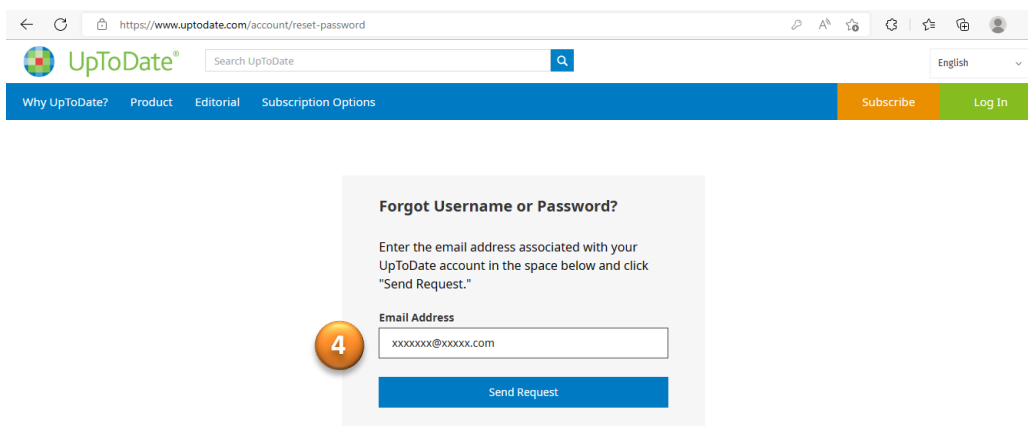 https://www.uptodate.com/account/reset-password
UpToDate®
Search UpToDate
English
Why UpToDate? Product Editorial Subscription Options Subscribe Log In
Forgot Username or Password?
Enter the email address associated with your
UpToDate account in the space below and click
"Send Request."
Email Address
4
xxxxxxx@xxxxx.com
Send Request